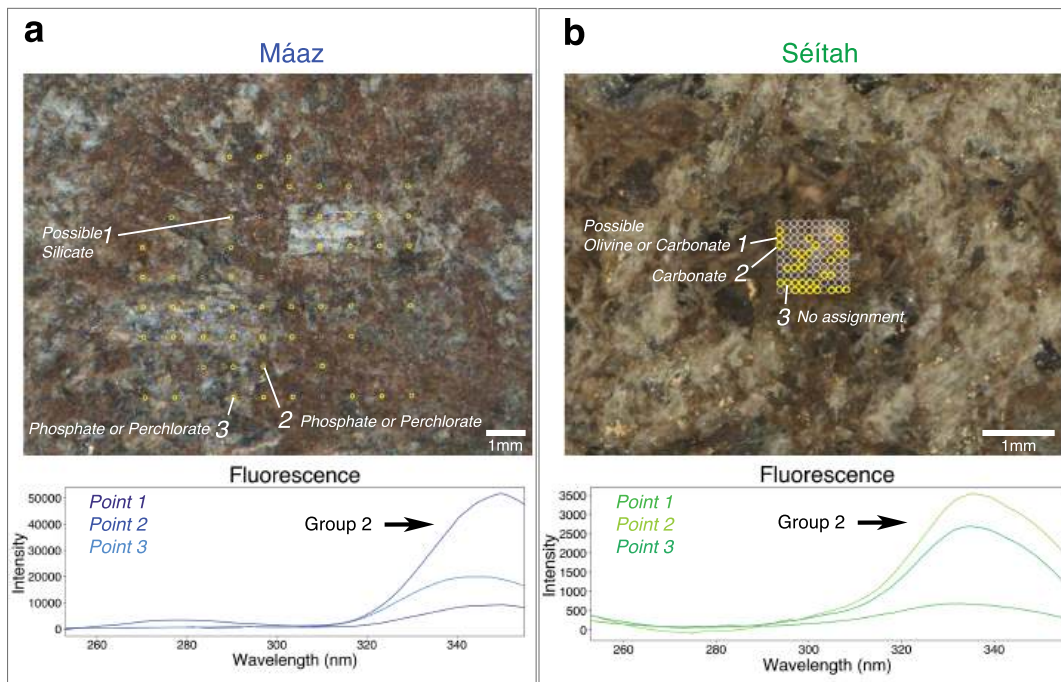 a
Máaz
Possible 1
Silicate
2 Phosphate or Perchlorate
Phosphate or Perchlorate 3
1mm
Fluorescence
Point 1
Point 2
Point 3
Group 2
50000
40000
30000
20000
10000
0
Intensity
260
280
300
320
340
Wavelength (nm)
b
Séítah
Possible
Olivine or Carbonate 1
Carbonate 2
3 No assignment
1mm
Fluorescence
Point 1
Point 2
Point 3
Group 2
3500
3000
2500
2000
1500
1000
500
0
Intensity
260
280
300
320
340
Wavelength (nm)